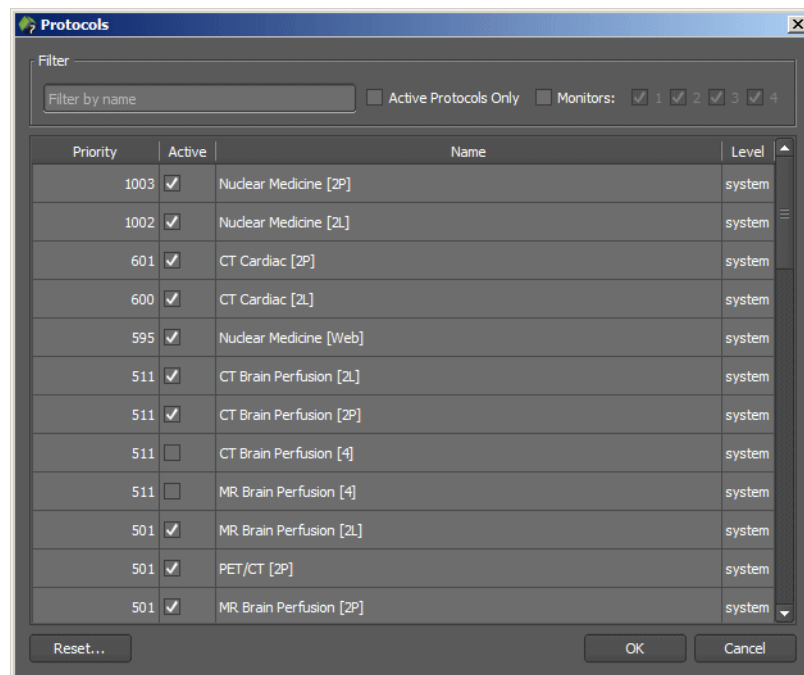 Protocols
Filter
Filter by name Active Protocols Only Monitors: 1 2 3 4
Priority Active Name Level
1003 Nuclear Medicine [2P] system
1002 Nuclear Medicine [2L] system
601 CT Cardiac [2P] system
600 CT Cardiac [2L] system
595 Nuclear Medicine [Web] system
511 CT Brain Perfusion [2L] system
511 CT Brain Perfusion [2P] system
511 CT Brain Perfusion [4] system
511 MR Brain Perfusion [4] system
501 MR Brain Perfusion [2L] system
501 PET/CT [2P] system
501 MR Brain Perfusion [2P] system
Reset... OK Cancel